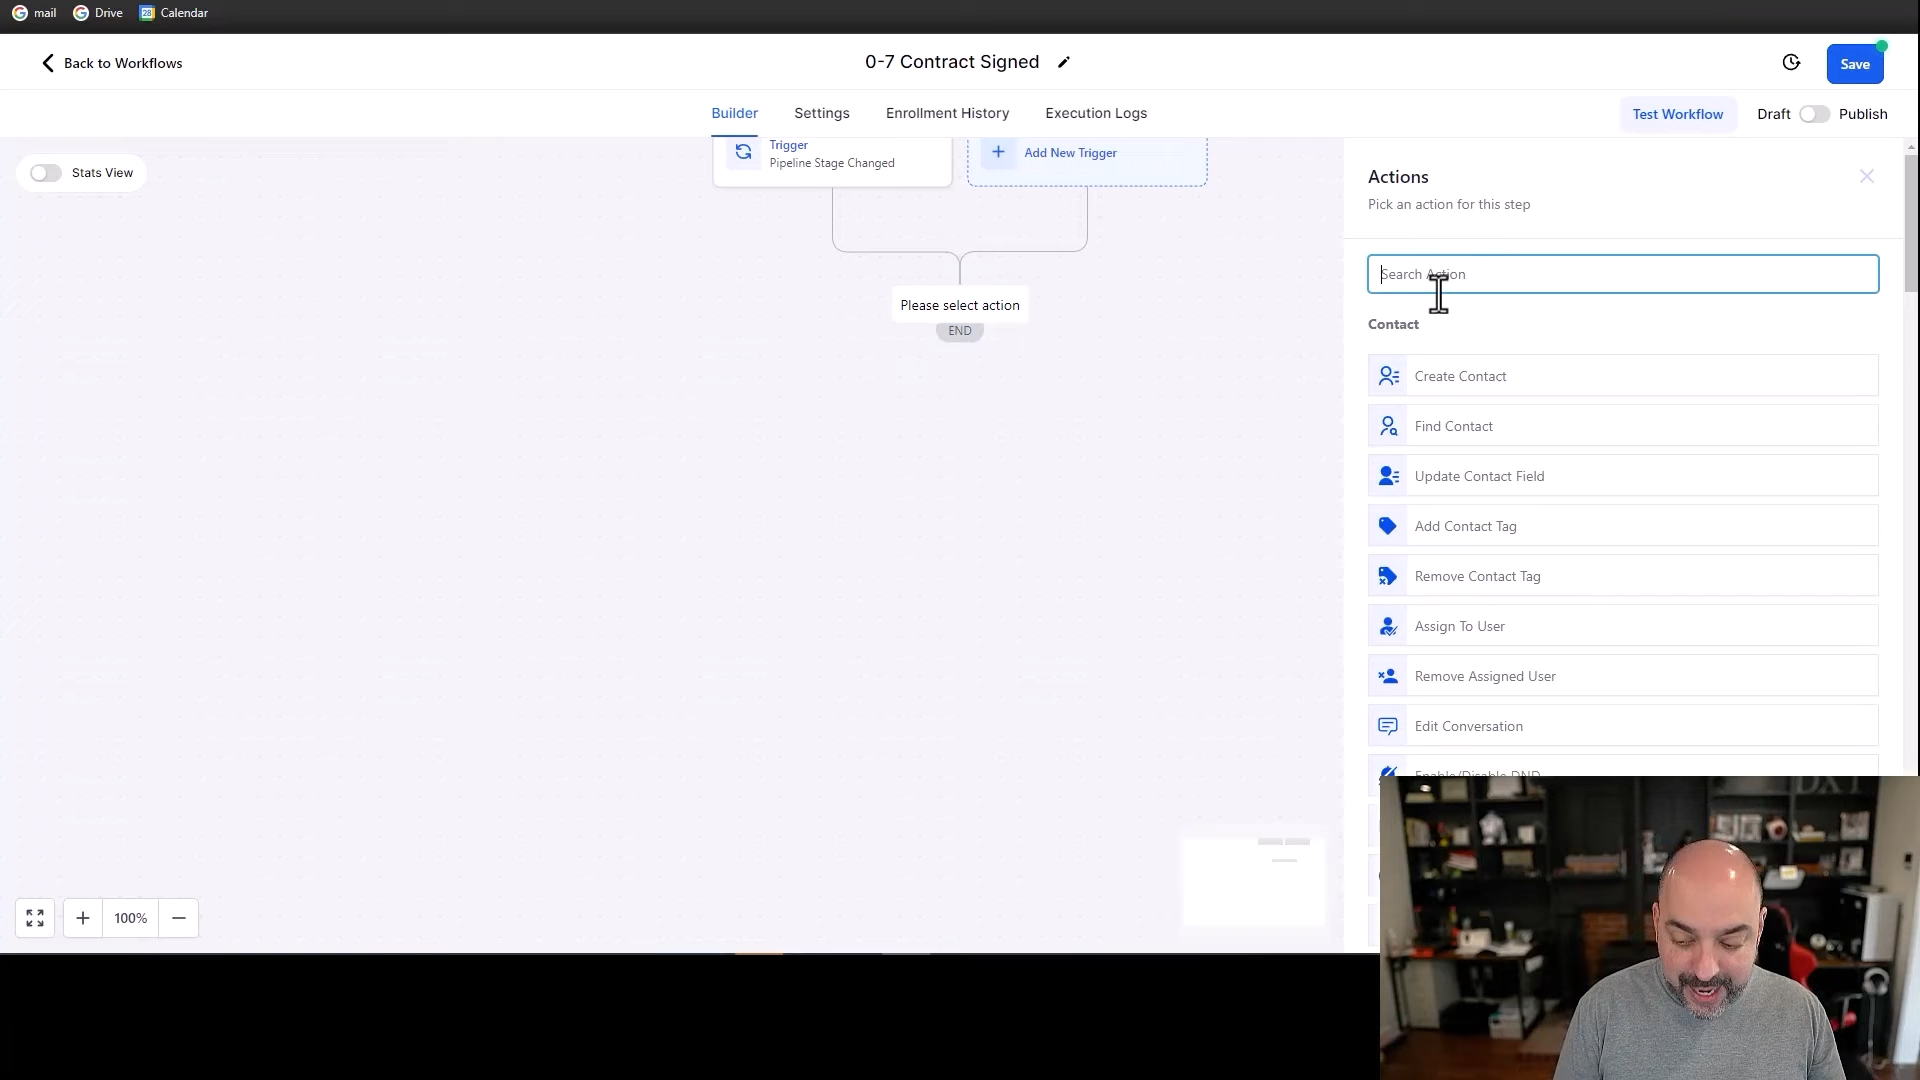 mail Drive 28 Calendar
Back to Workflows
0-7 Contract Signed
Save
Builder Settings Enrollment History Execution Logs
Test Workflow Draft Publish
Stats View
Trigger
Pipeline Stage Changed
Add New Trigger
Please select action
END
100%
Actions
Pick an action for this step
Search Action
Contact
Create Contact
Find Contact
Update Contact Field
Add Contact Tag
Remove Contact Tag
Assign To User
Remove Assigned User
Edit Conversation
Enable/Disable DND